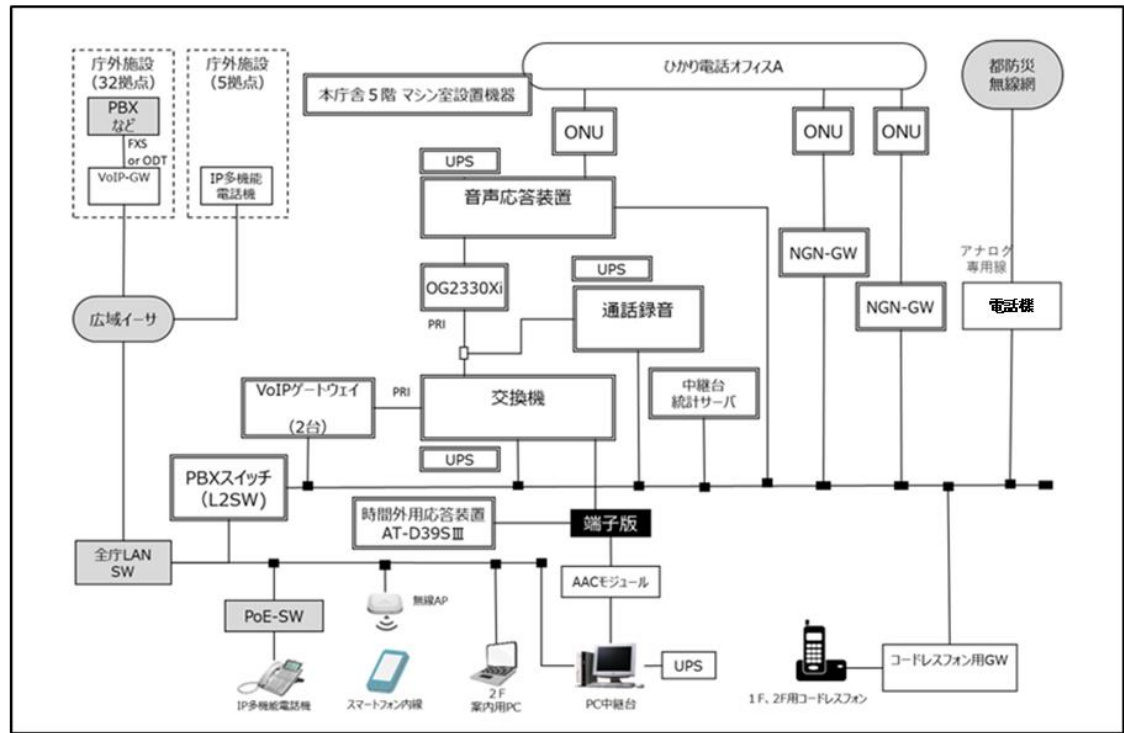 庁外施設
(32拠点)
PBX
など
FXS
or ODT
VoIP-GW
庁外施設
(5拠点)
IP多機能
電話機
ひかり電話オフィスA
本庁舎5階 マシン室設置機器
ONU
ONU
ONU
都防災
無線網
UPS
音声応答装置
OG2330Xi
PRI
UPS
通話録音
NGN-GW
NGN-GW
アナログ
専用線
電話機
広域イーサ
VoIPゲートウェイ
(2台)
PRI
交換機
UPS
中継台
統計サーバ
PBXスイッチ
(L2SW)
時間外用応答装置
AT-D39SⅢ
端子版
全庁LAN
SW
AACモジュール
PoE-SW
無線AP
IP多機能電話機
スマートフォン内線
2F
案内用PC
PC中継台
UPS
1F、2F用コードレスフォン
コードレスフォン用GW